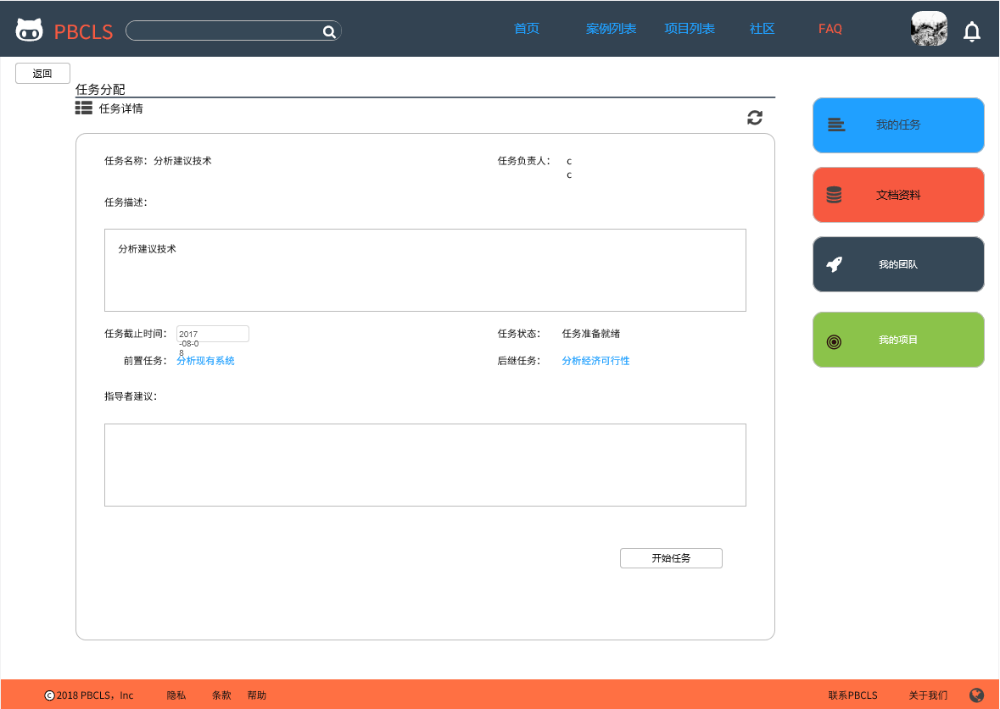 PBCLS
首页
案例列表
项目列表
社区
FAQ
返回
任务分配
任务详情
任务名称：分析建议技术
任务负责人：
c
c
任务描述：
分析建议技术
任务截止时间：
2017
-08-0
8
任务状态：
任务准备就绪
前置任务：
分析现有系统
后继任务：
分析经济可行性
指导者建议：
开始任务
我的任务
文档资料
我的团队
我的项目
©2018 PBCLS，Inc
隐私
条款
帮助
联系PBCLS
关于我们